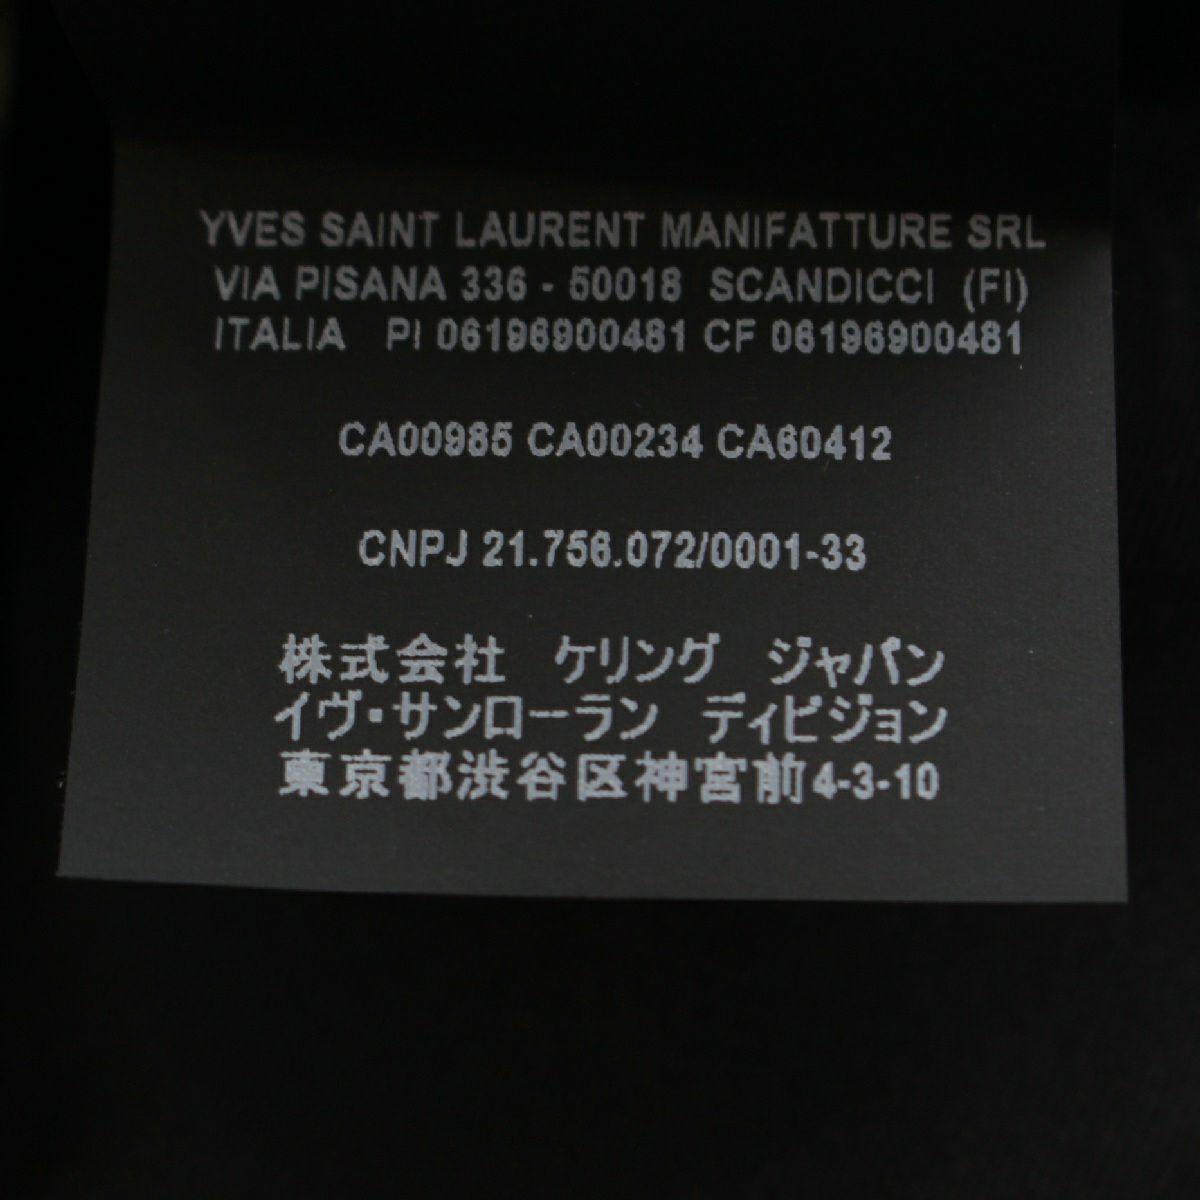 YVES SAINT LAURENT MANIFATTURE SRL
VIA PISANA 336 - 50018 SCANDICCI (FI)
ITALIA PI 06196900481 CF 06196900481
CA00985 CA00234 CA60412
CNPJ 21.756.072/0001-33
株式会社 ケリング ジャパン
イヴ・サンローラン ディビジョン
東京都渋谷区神宮前4-3-10